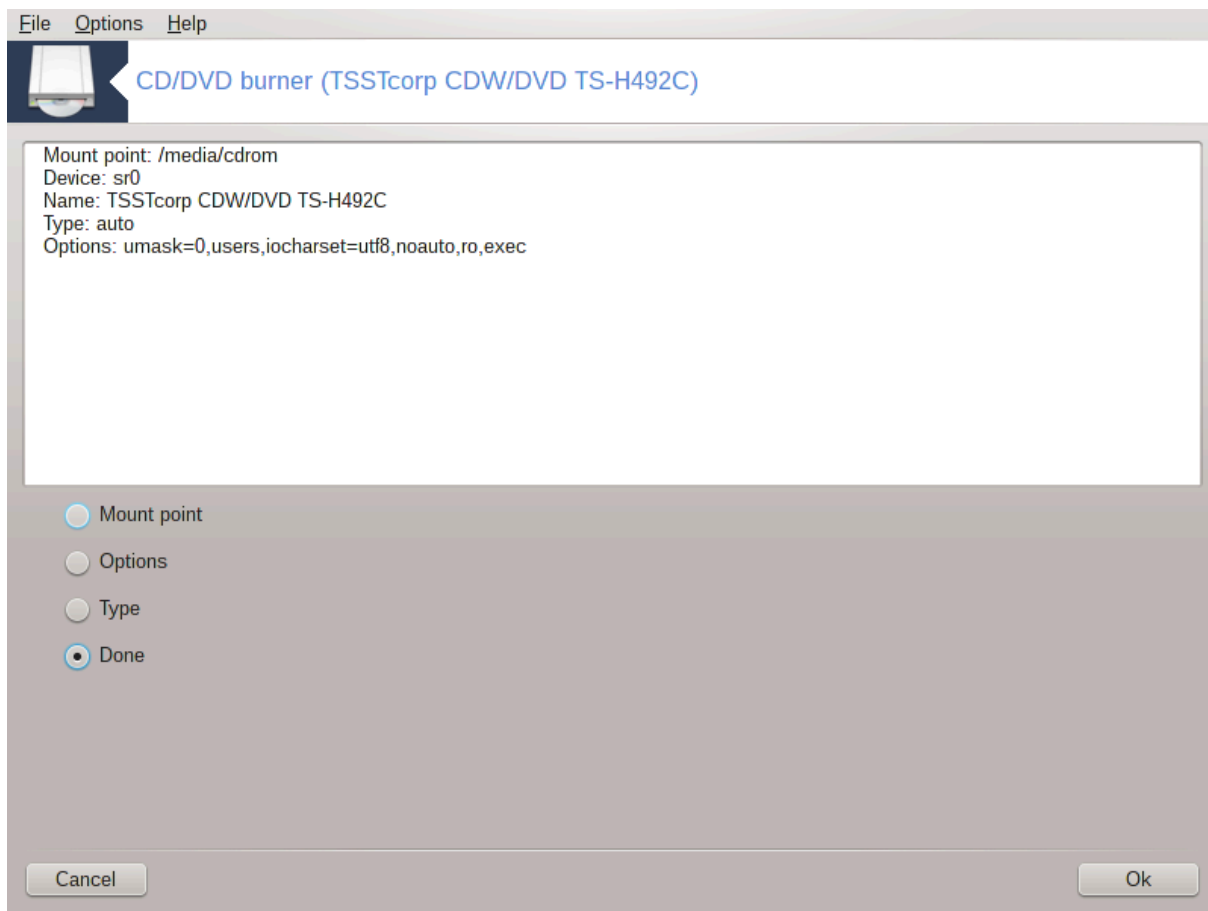 File Options Help
CD/DVD burner (TSSTcorp CDW/DVD TS-H492C)
Mount point: /media/cdrom
Device: sr0
Name: TSSTcorp CDW/DVD TS-H492C
Type: auto
Options: umask=0,users,iocharset=utf8,noauto,ro,exec
Mount point
Options
Type
Done
Cancel Ok